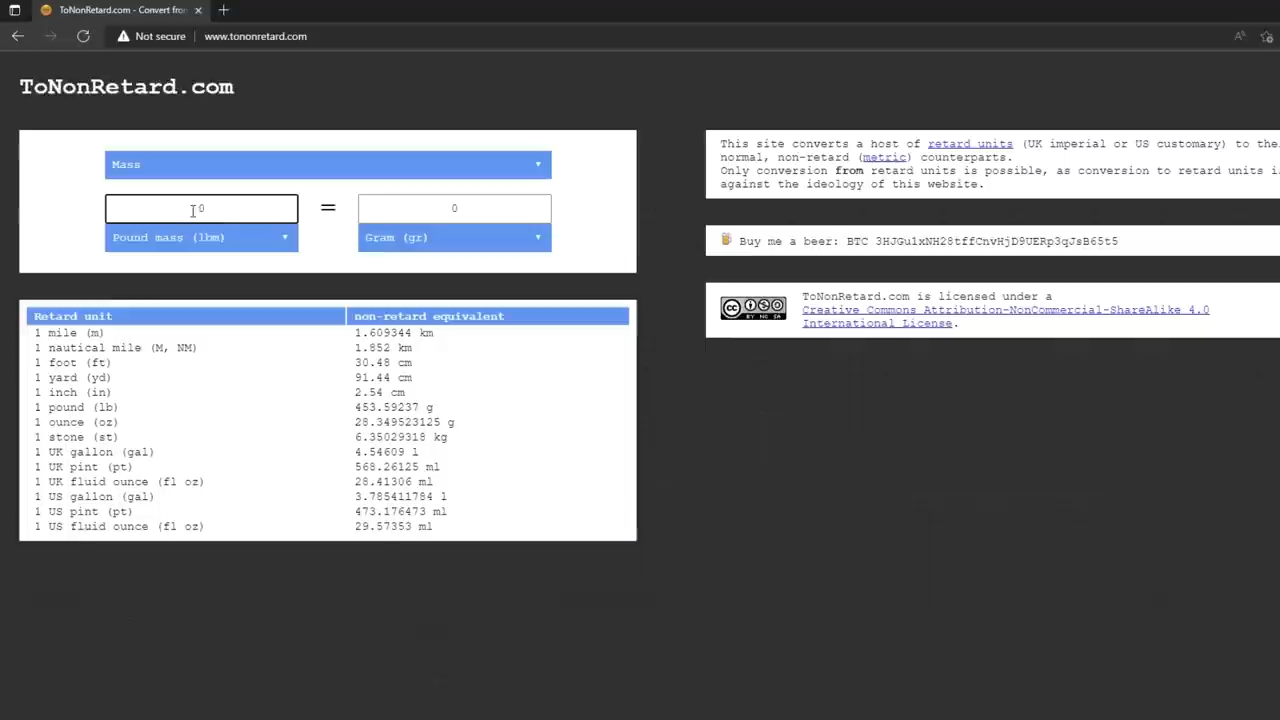 ToNonRetard.com - Convert from
Not secure
www.tononretard.com
ToNonRetard.com
Mass
0
=
0
Pound mass (lbm)
Gram (gr)
Retard unit non-retard equivalent
1 mile (m) 1.609344 km
1 nautical mile (M, NM) 1.852 km
1 foot (ft) 30.48 cm
1 yard (yd) 91.44 cm
1 inch (in) 2.54 cm
1 pound (lb) 453.59237 g
1 ounce (oz) 28.349523125 g
1 stone (st) 6.35029318 kg
1 UK gallon (gal) 4.54609 l
1 UK pint (pt) 568.26125 ml
1 UK fluid ounce (fl oz) 28.41306 ml
1 US gallon (gal) 3.785411784 l
1 US pint (pt) 473.176473 ml
1 US fluid ounce (fl oz) 29.57353 ml
This site converts a host of retard units (UK imperial or US customary) to the
normal, non-retard (metric) counterparts.
Only conversion from retard units is possible, as conversion to retard units i
against the ideology of this website.
Buy me a beer: BTC 3HJGu1xNH28tffCnvHjD9UERp3qJsB65t5
BY NC SA
ToNonRetard.com is licensed under a
Creative Commons Attribution-NonCommercial-ShareAlike 4.0
International License.